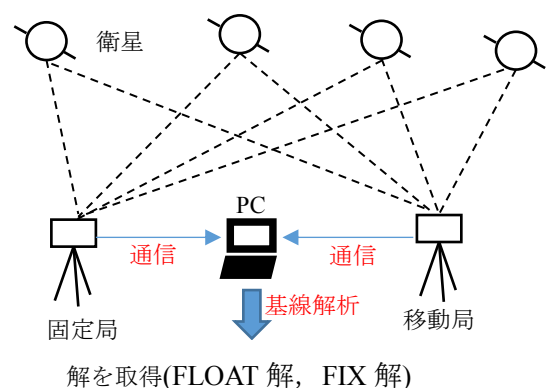 衛星
PC
通信
通信
基線解析
固定局
移動局
解を取得(FLOAT 解，FIX 解)